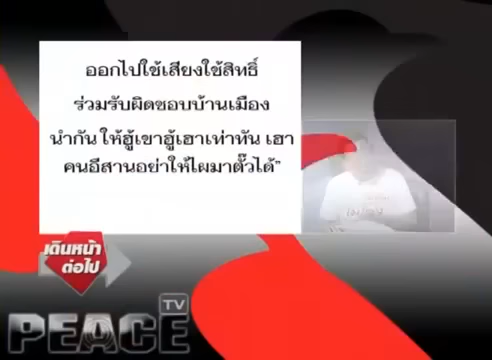 ออกไปใช้เสียงใช้สิทธิ์
ร่วมรับผิดชอบบ้านเมือง
นำกัน ให้ฮู้เขาฮู้เฮาเท่าทัน เฮา
คนอีสานอย่าให้ไผมาตั๊วได้”
เดินหน้า
ต่อไป
PEACE TV